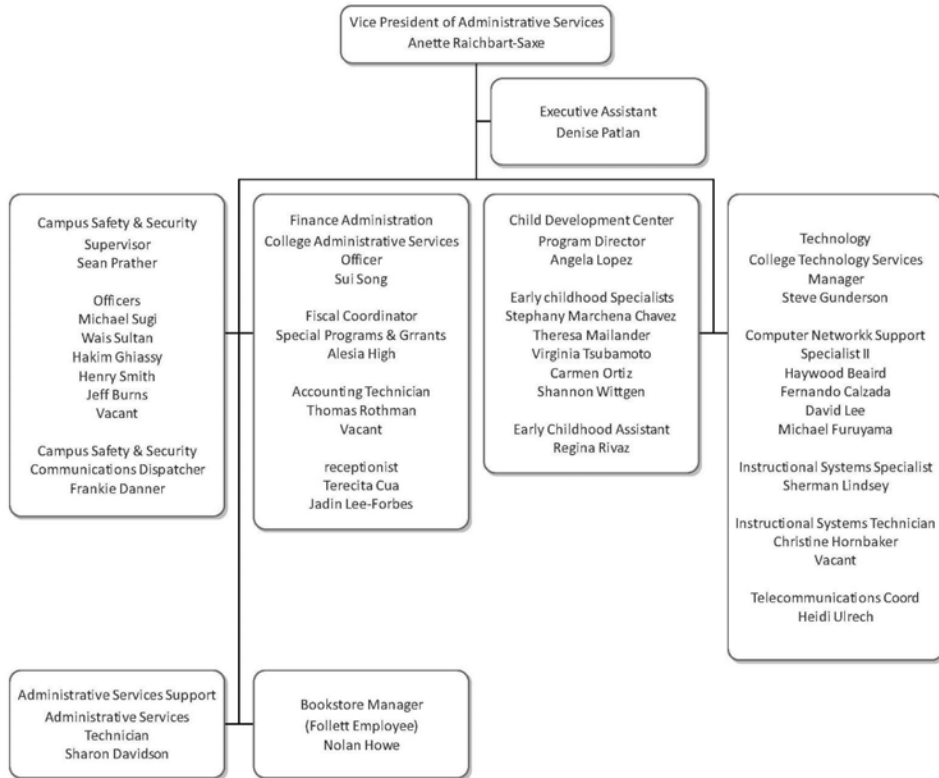 Vice President of Administrative Services
Anette Raichbart-Saxe
Executive Assistant
Denise Patlan
Campus Safety & Security
Supervisor
Sean Prather
Officers
Michael Sugi
Wais Sultan
Hakim Ghiassy
Henry Smith
Jeff Burns
Vacant
Campus Safety & Security
Communications Dispatcher
Frankie Danner
Finance Administration
College Administrative Services
Officer
Sui Song
Fiscal Coordinator
Special Programs & Grrants
Alesia High
Accounting Technician
Thomas Rothman
Vacant
receptionist
Terecita Cua
Jadin Lee-Forbes
Child Development Center
Program Director
Angela Lopez
Early childhood Specialists
Stephany Marchena Chavez
Theresa Mailander
Virginia Tsubamoto
Carmen Ortiz
Shannon Wittgen
Early Childhood Assistant
Regina Rivaz
Technology
College Technology Services
Manager
Steve Gunderson
Computer Networkk Support
Specialist II
Haywood Beaird
Fernando Calzada
David Lee
Michael Furuyama
Instructional Systems Specialist
Sherman Lindsey
Instructional Systems Technician
Christine Hornbaker
Vacant
Telecommunications Coord
Heidi Ulrech
Administrative Services Support
Administrative Services
Technician
Sharon Davidson
Bookstore Manager
(Follett Employee)
Nolan Howe